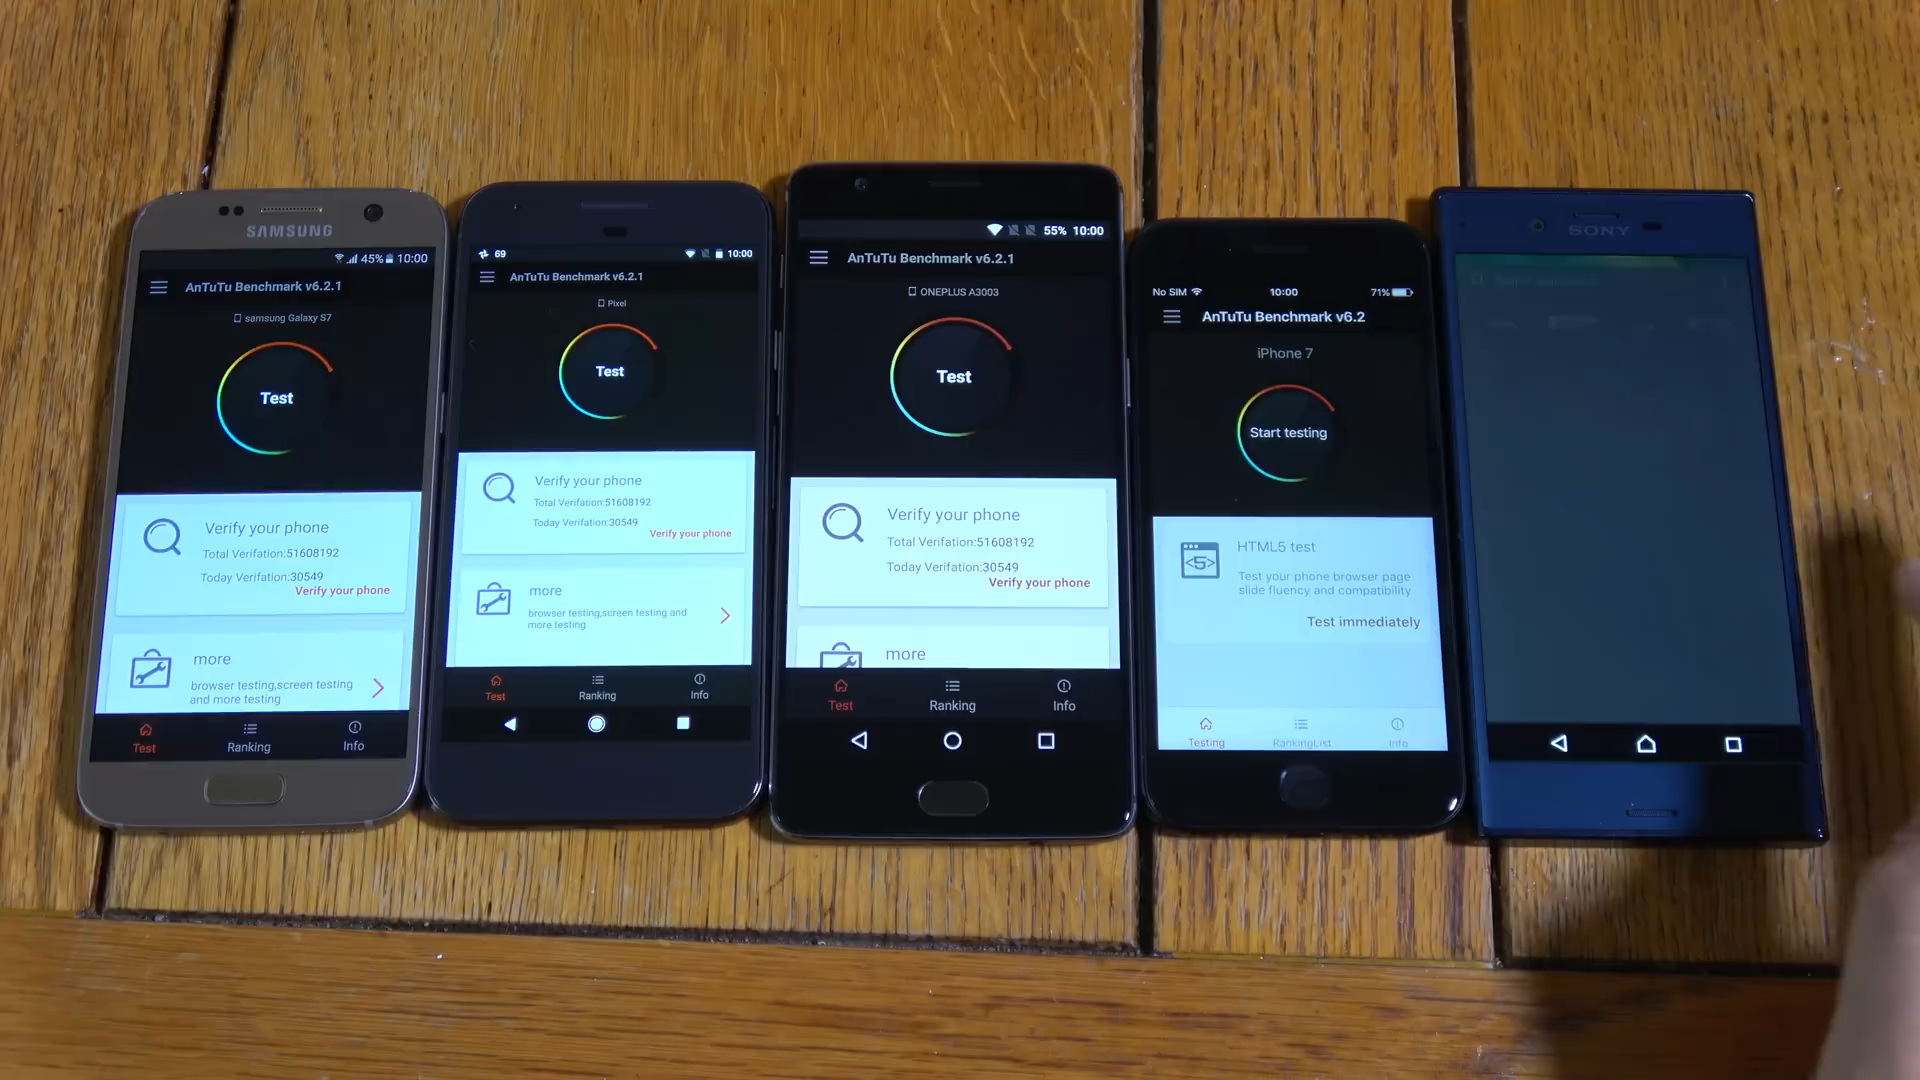 SAMSUNG
45% 10:00
AnTuTu Benchmark v6.2.1
samsung Galaxy S7
Test
Verify your phone
Total Verifation:51608192
Today Verifation:30549
Verify your phone
more
browser testing,screen testing
and more testing
Test Ranking Info
69 10:00
AnTuTu Benchmark v6.2.1
Pixel
Test
Verify your phone
Total Verifation:51608192
Today Verifation:30549
Verify your phone
more
browser testing,screen testing and
more testing
Test Ranking Info
55% 10:00
AnTuTu Benchmark v6.2.1
ONEPLUS A3003
Test
Verify your phone
Total Verifation:51608192
Today Verifation:30549
Verify your phone
more
Test Ranking Info
No SIM 10:00 71%
AnTuTu Benchmark v6.2
iPhone 7
Start testing
<5>
HTML5 test
Test your phone browser page
slide fluency and compatibility
Test immediately
Testing RankingList Info
SONY